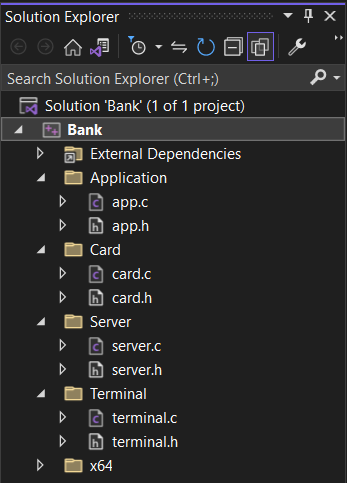 Solution Explorer
Search Solution Explorer (Ctrl+;)
Solution 'Bank' (1 of 1 project)
Bank
External Dependencies
Application
app.c
app.h
Card
card.c
card.h
Server
server.c
server.h
Terminal
terminal.c
terminal.h
x64